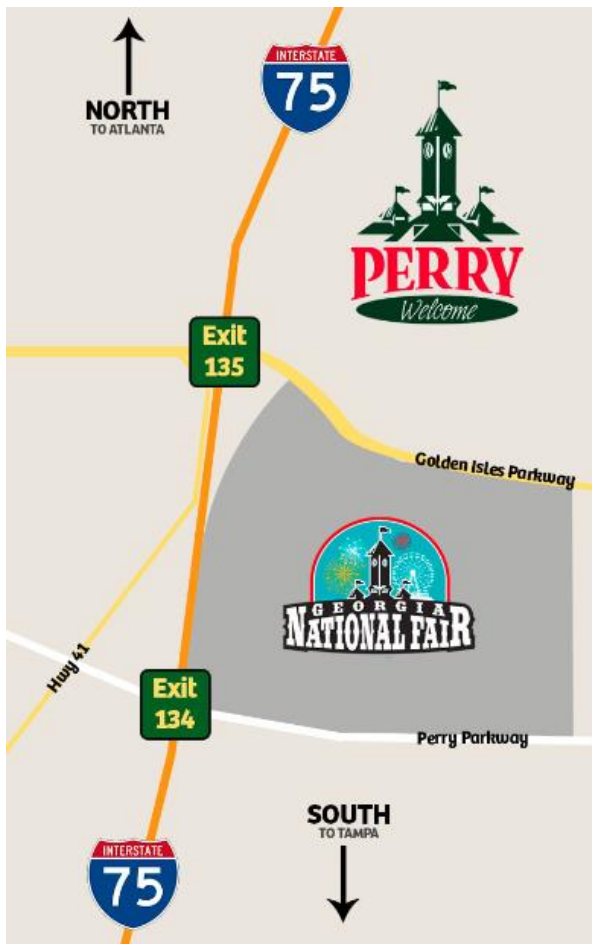 INTERSTATE
75
NORTH
TO ATLANTA
PERRY
Welcome
Exit
135
Golden Isles Parkway
GEORGIA
NATIONAL FAIR
Hwy 41
Exit
134
Perry Parkway
SOUTH
TO TAMPA
INTERSTATE
75